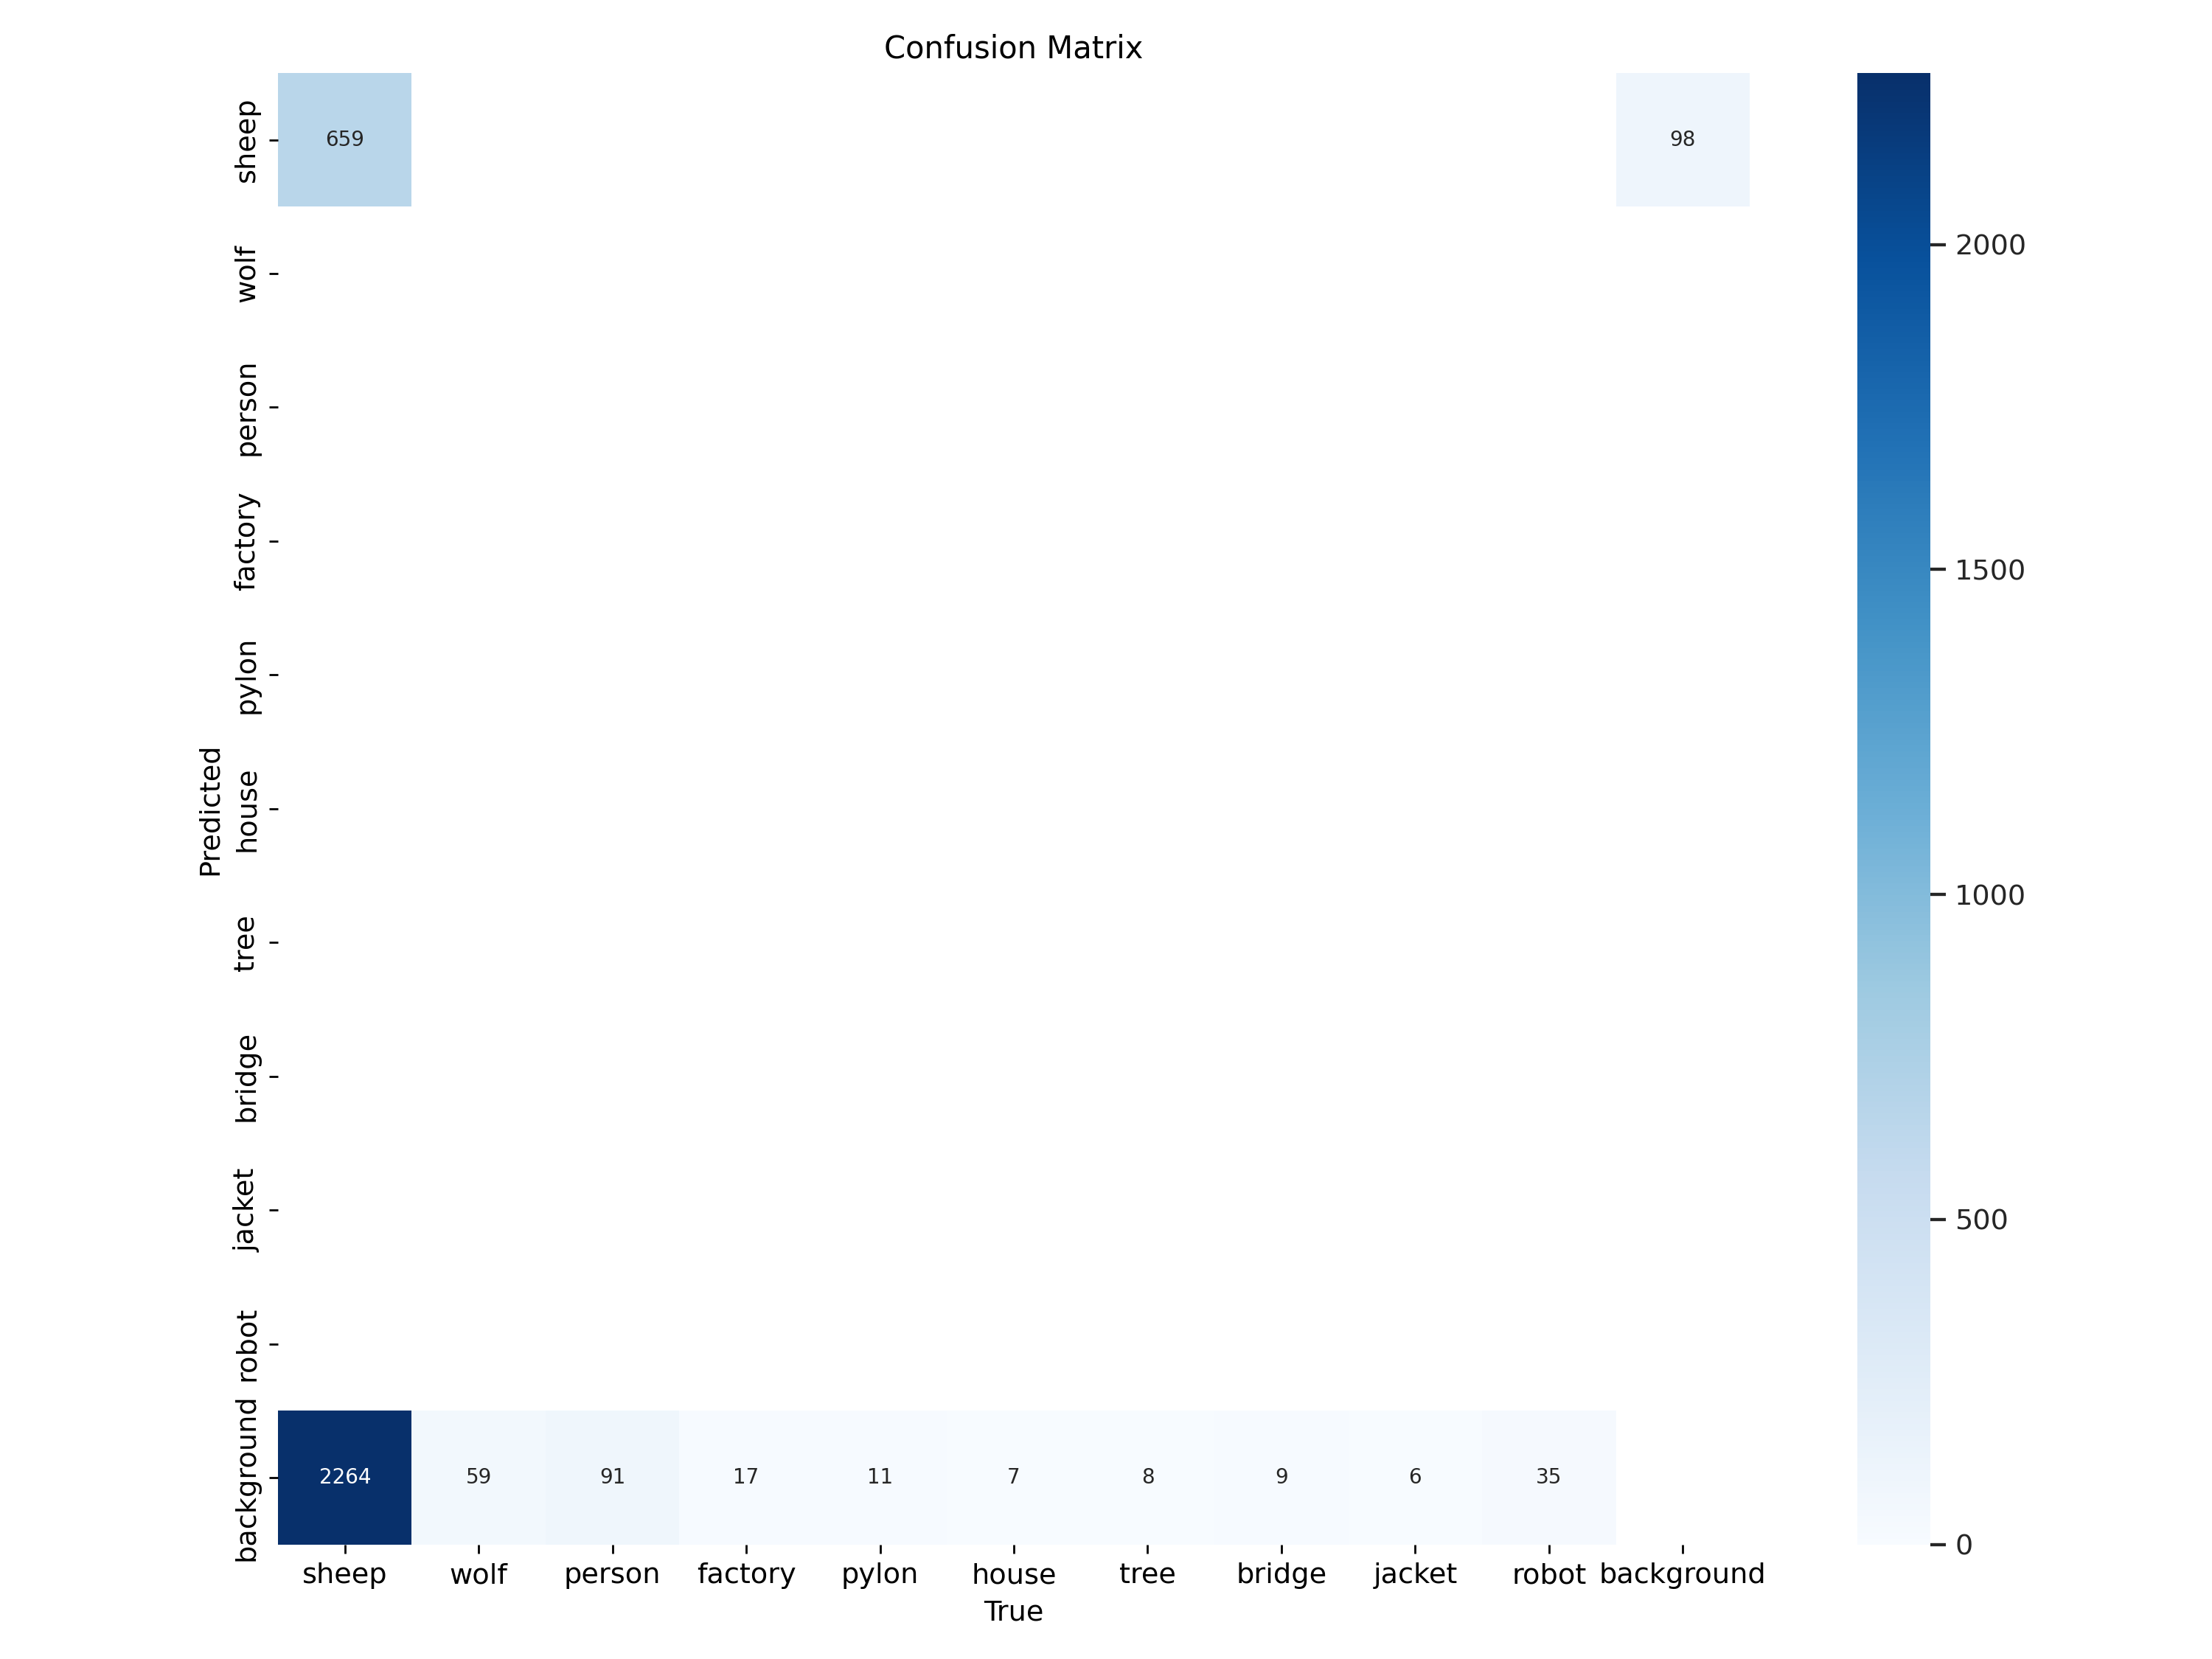 Confusion Matrix
sheep
659
98
wolf
person
factory
pylon
house
tree
bridge
jacket
robot
background
2264 59 91 17 11 7 8 9 6 35
Predicted
sheep wolf person factory pylon house tree bridge jacket robot background
True
2000
1500
1000
500
0